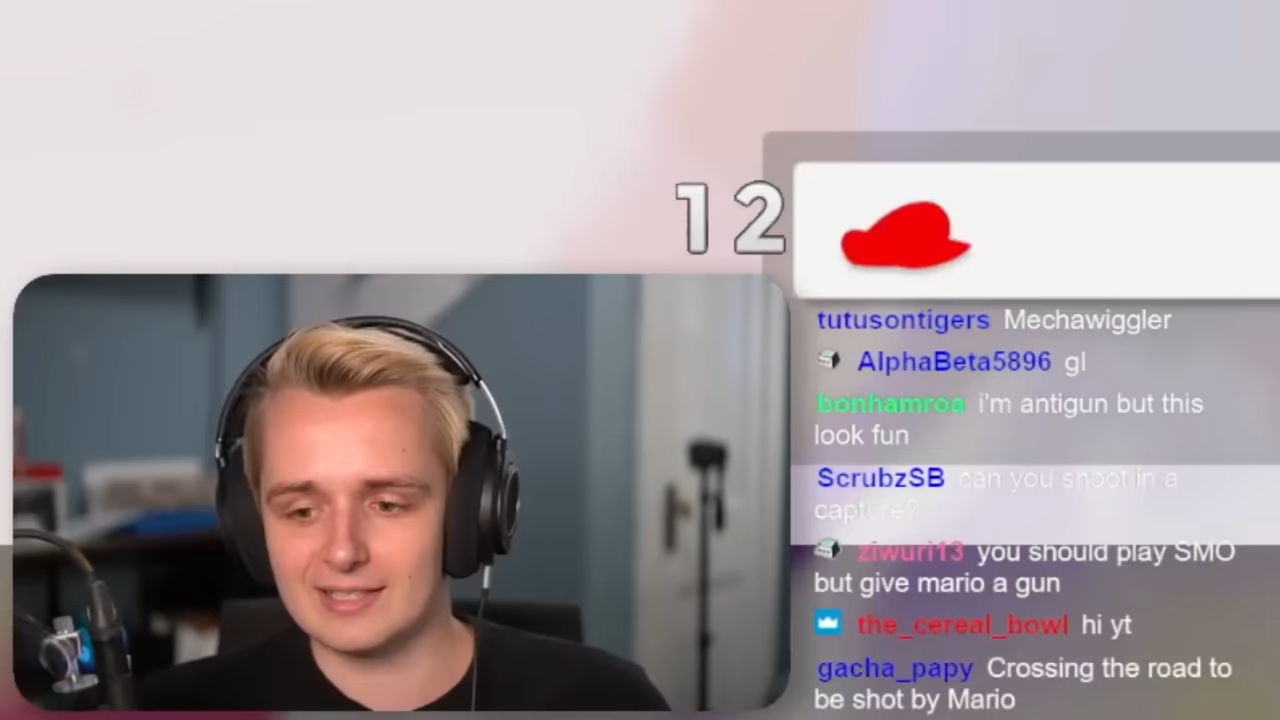 12
tutusontigers Mechawiggler
AlphaBeta5896 gl
bonhamroa i'm antigun but this
look fun
ScrubzSB can you shoot in a
capture?
ziwuri13 you should play SMO
but give mario a gun
the_cereal_bowl hi yt
gacha_papy Crossing the road to
be shot by Mario